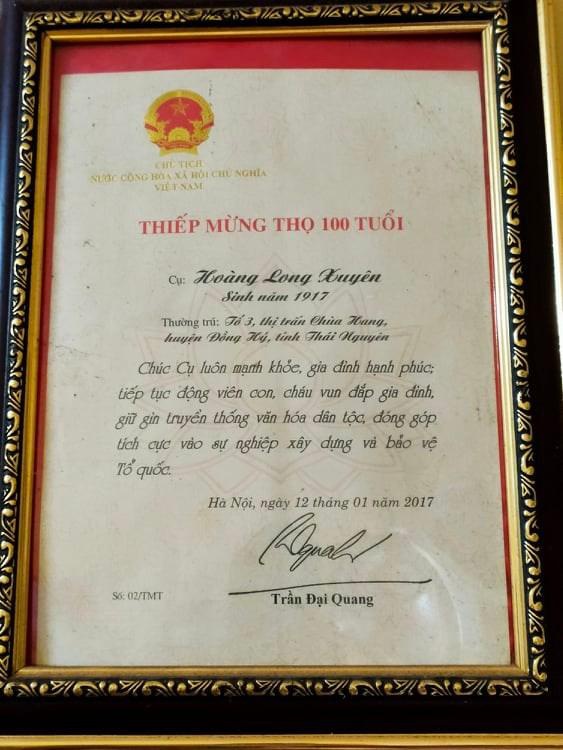 CHỦ TỊCH
NƯỚC CỘNG HÒA XÃ HỘI CHỦ NGHĨA
VIỆT NAM
THIẾP MỪNG THỌ 100 TUỔI
Cụ: Hoàng Long Xuyên
Sinh năm 1917
Thường trú: Tổ 3, thị trấn Chùa Hang,
huyện Đồng Hỷ, tỉnh Thái Nguyên
Chúc Cụ luôn mạnh khỏe, gia đình hạnh phúc;
tiếp tục động viên con, cháu vun đắp gia đình,
giữ gìn truyền thống văn hóa dân tộc, đóng góp
tích cực vào sự nghiệp xây dựng và bảo vệ
Tổ quốc.
Hà Nội, ngày 12 tháng 01 năm 2017
Số: 02/TMT
Trần Đại Quang